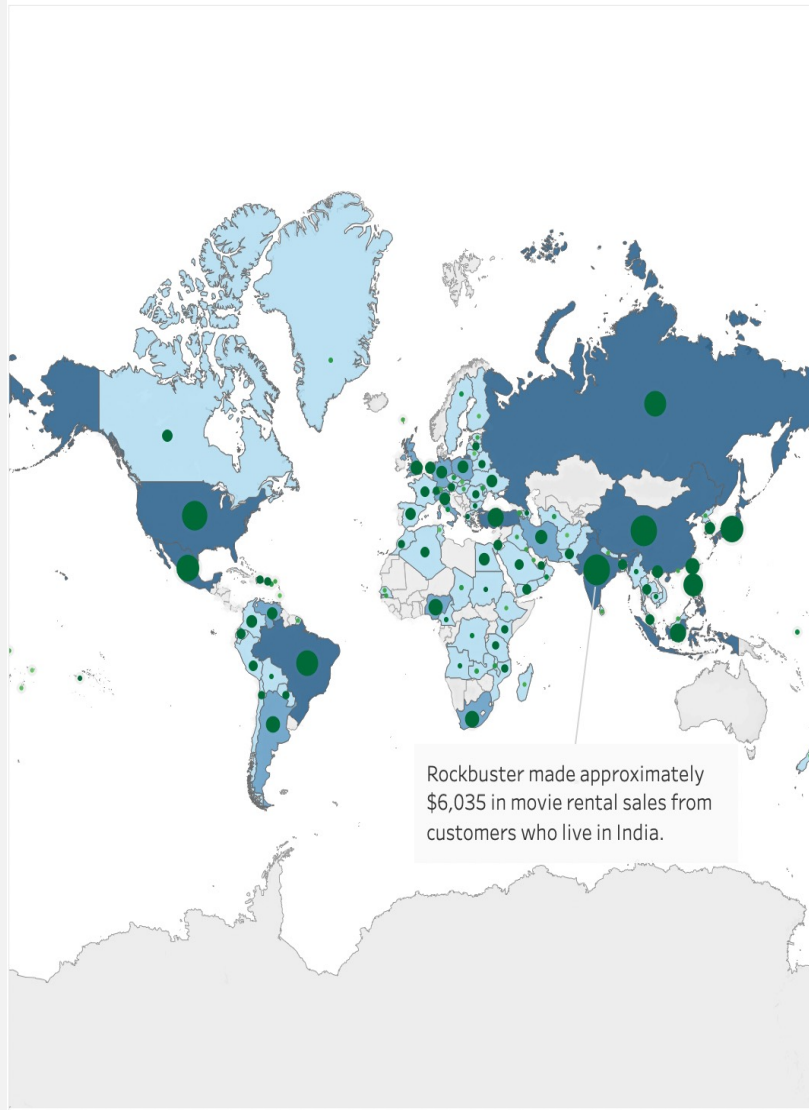 Rockbuster made approximately
$6,035 in movie rental sales from
customers who live in India.